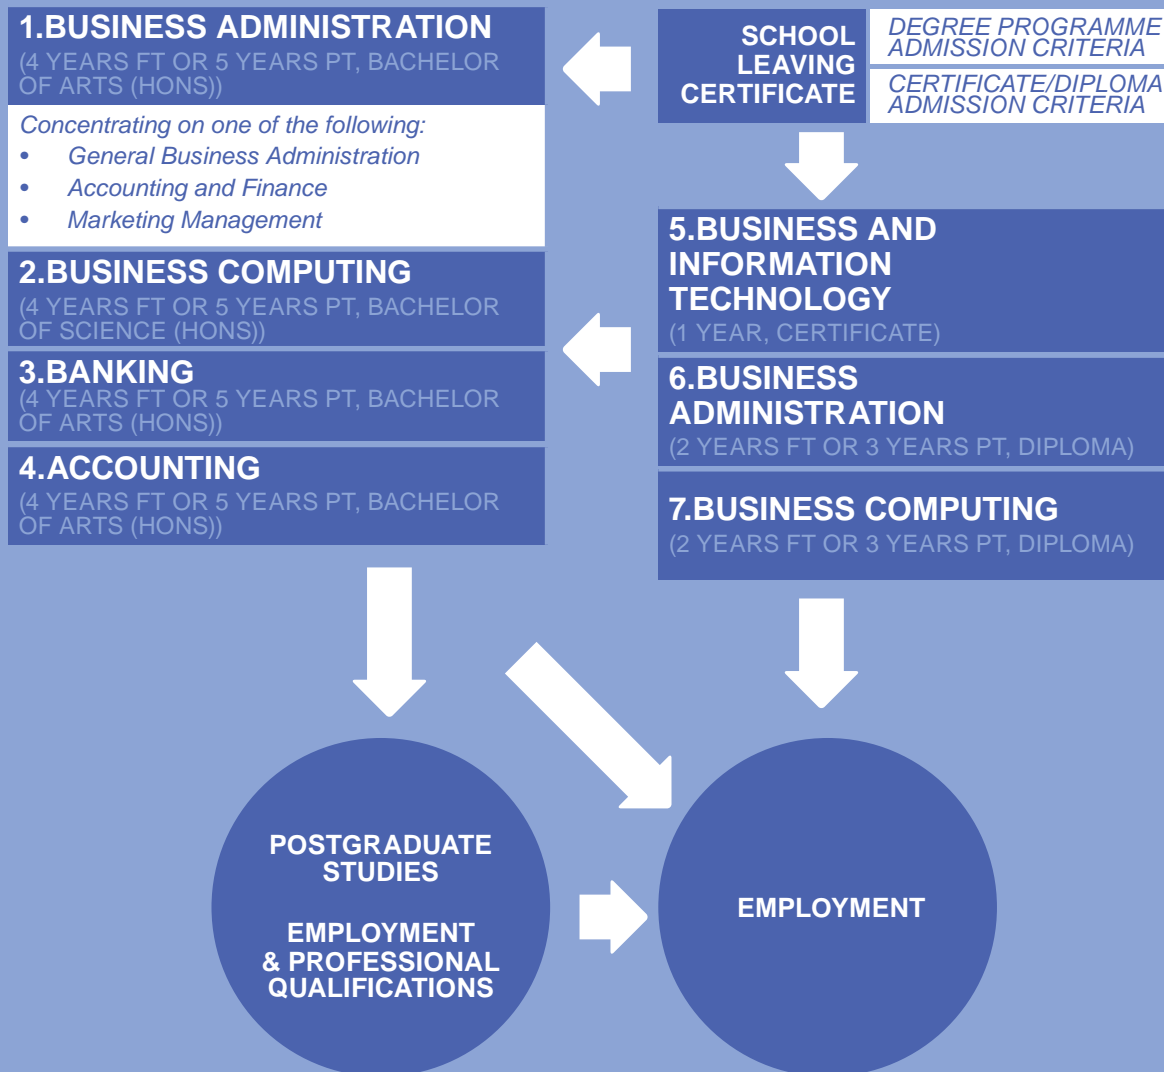 1.BUSINESS ADMINISTRATION
(4 YEARS FT OR 5 YEARS PT, BACHELOR
OF ARTS (HONS))
Concentrating on one of the following:
• General Business Administration
• Accounting and Finance
• Marketing Management
2.BUSINESS COMPUTING
(4 YEARS FT OR 5 YEARS PT, BACHELOR
OF SCIENCE (HONS))
3.BANKING
(4 YEARS FT OR 5 YEARS PT, BACHELOR
OF ARTS (HONS))
4.ACCOUNTING
(4 YEARS FT OR 5 YEARS PT, BACHELOR
OF ARTS (HONS))
SCHOOL
LEAVING
CERTIFICATE
DEGREE PROGRAMME
ADMISSION CRITERIA
CERTIFICATE/DIPLOMA
ADMISSION CRITERIA
5.BUSINESS AND
INFORMATION
TECHNOLOGY
(1 YEAR, CERTIFICATE)
6.BUSINESS
ADMINISTRATION
(2 YEARS FT OR 3 YEARS PT, DIPLOMA)
7.BUSINESS COMPUTING
(2 YEARS FT OR 3 YEARS PT, DIPLOMA)
POSTGRADUATE
STUDIES
EMPLOYMENT
& PROFESSIONAL
QUALIFICATIONS
EMPLOYMENT